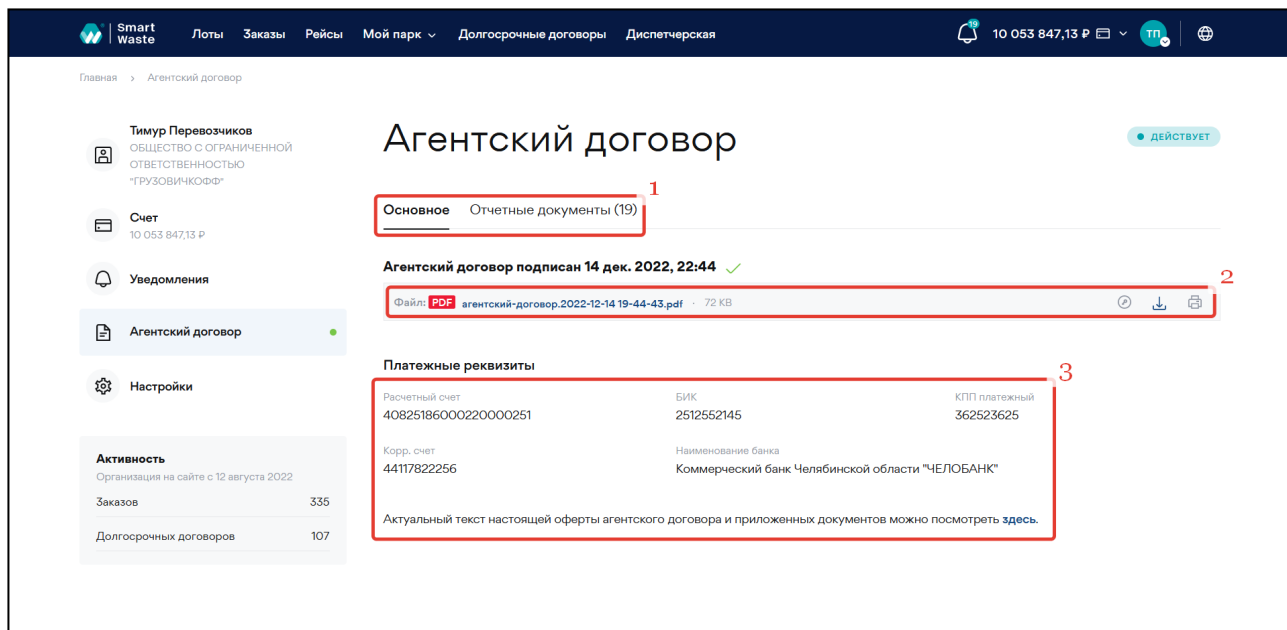 Smart
Waste
Лоты Заказы Рейсы Мой парк Долгосрочные договоры Диспетчерская
19
10 053 847,13 ₽
ТП
Главная > Агентский договор
Тимур Перевозчиков
ОБЩЕСТВО С ОГРАНИЧЕННОЙ
ОТВЕТСТВЕННОСТЬЮ
"ГРУЗОВИЧКОФФ"
Счет
10 053 847,13 ₽
Уведомления
Агентский договор
Настройки
Активность
Организация на сайте с 12 августа 2022
Заказов 335
Долгосрочных договоров 107
Агентский договор
ДЕЙСТВУЕТ
1
Основное Отчетные документы (19)
Агентский договор подписан 14 дек. 2022, 22:44
2
Файл: PDF агентский-договор.2022-12-14 19-44-43.pdf · 72 KB
Платежные реквизиты
3
Расчетный счет БИК КПП платежный
40825186000220000251 2512552145 362523625
Корр. счет Наименование банка
44117822256 Коммерческий банк Челябинской области "ЧЕЛОБАНК"
Актуальный текст настоящей оферты агентского договора и приложенных документов можно посмотреть здесь.